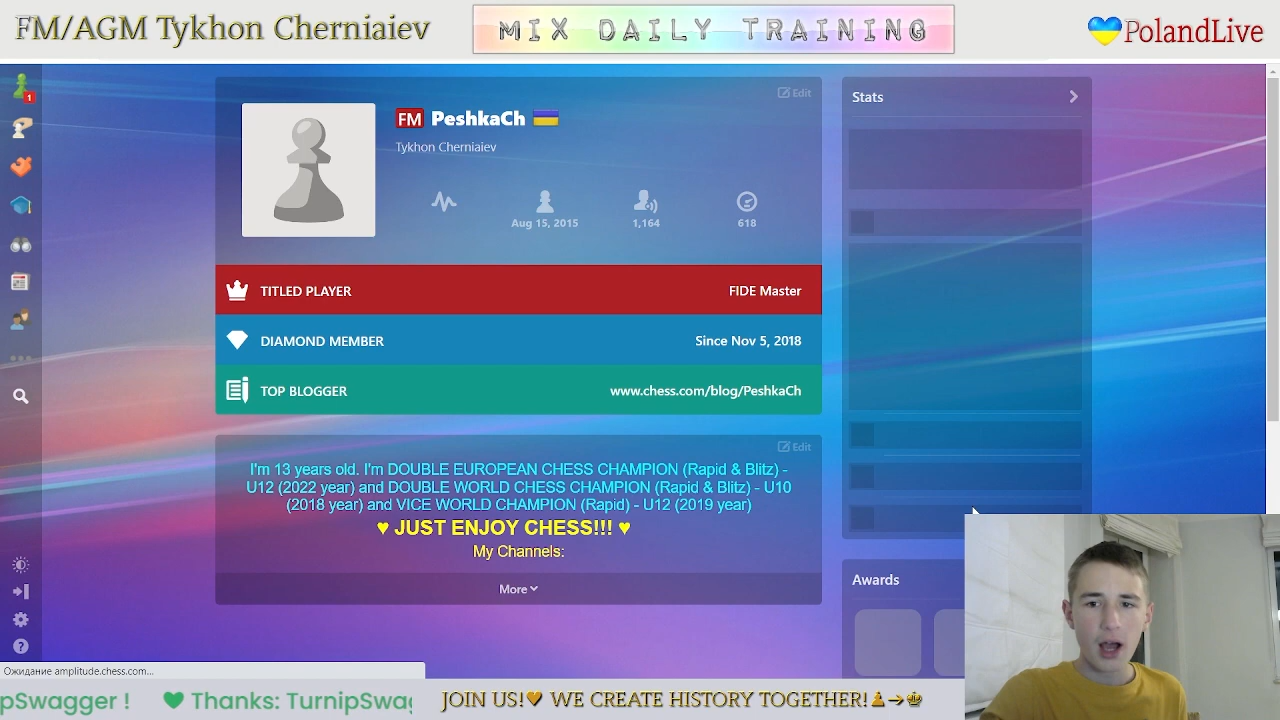 FM/AGM Tykhon Cherniaiev
MIX DAILY TRAINING
PolandLive
1
Edit
FM PeshkaCh
Tykhon Cherniaiev
Aug 15, 2015
1,164
618
TITLED PLAYER
FIDE Master
DIAMOND MEMBER
Since Nov 5, 2018
TOP BLOGGER
www.chess.com/blog/PeshkaCh
Edit
I'm 13 years old. I'm DOUBLE EUROPEAN CHESS CHAMPION (Rapid & Blitz) -
U12 (2022 year) and DOUBLE WORLD CHESS CHAMPION (Rapid & Blitz) - U10
(2018 year) and VICE WORLD CHAMPION (Rapid) - U12 (2019 year)
♥ JUST ENJOY CHESS!!! ♥
My Channels:
More
Stats
Awards
Ожидание amplitude.chess.com...
pSwagger ! ♥ Thanks: TurnipSwag
JOIN US!🧡 WE CREATE HISTORY TOGETHER!♟→♚